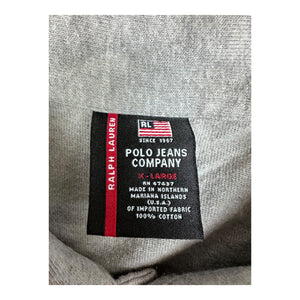 RALPH LAUREN
RL
SINCE 1967
POLO JEANS
COMPANY
X-LARGE
RN 47637
MADE IN NORTHERN
MARIANA ISLANDS
(U.S.A.)
OF IMPORTED FABRIC
100% COTTON